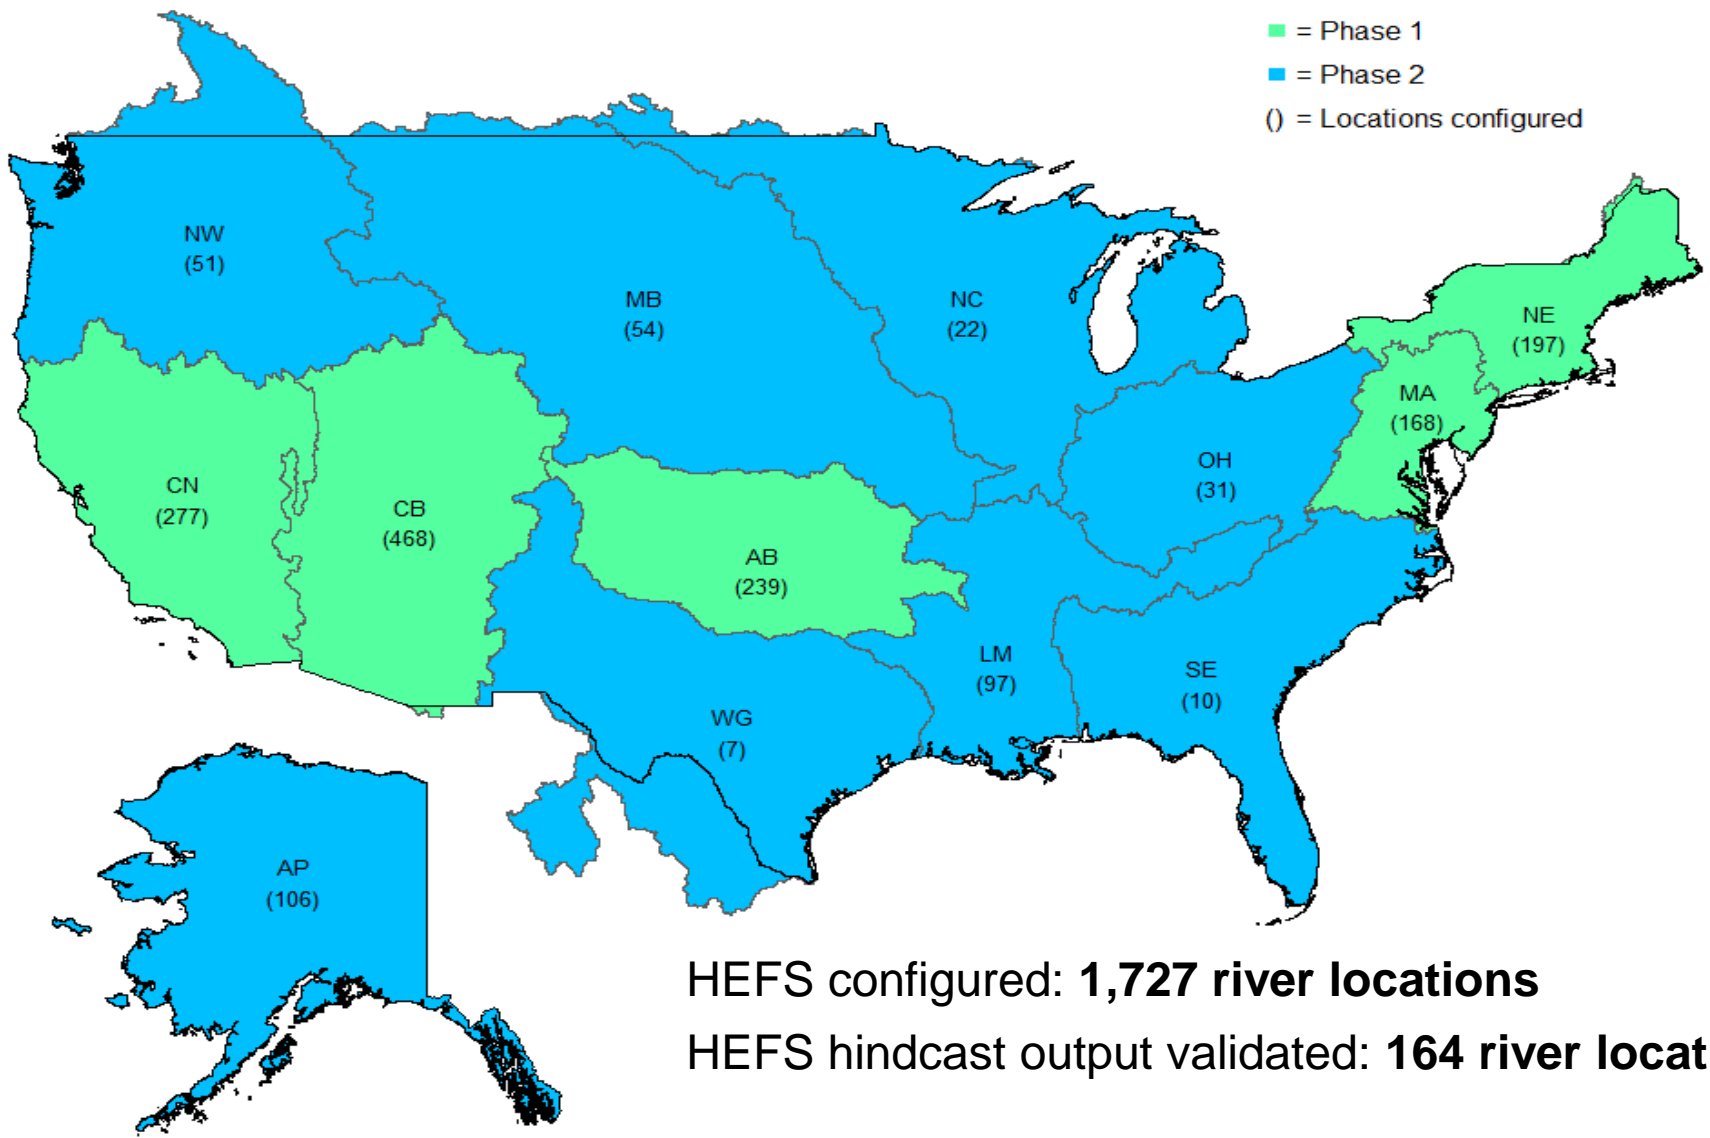 = Phase 1
= Phase 2
() = Locations configured
NW
(51)
MB
(54)
NC
(22)
NE
(197)
MA
(168)
OH
(31)
CN
(277)
CB
(468)
AB
(239)
LM
(97)
SE
(10)
WG
(7)
AP
(106)
HEFS configured: 1,727 river locations
HEFS hindcast output validated: 164 river locat